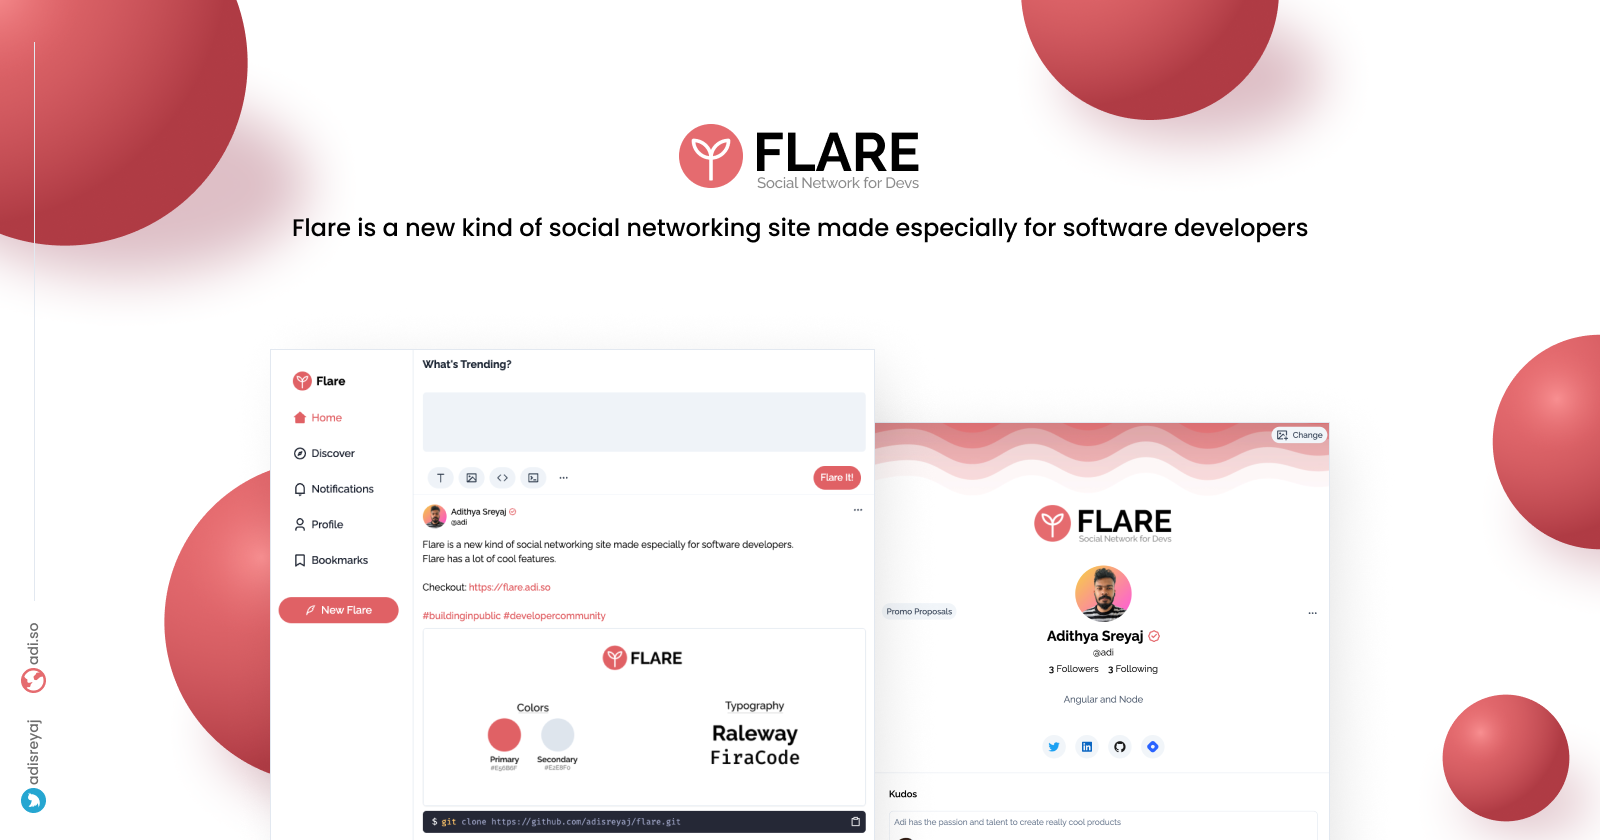 FLARE
Social Network for Devs
Flare is a new kind of social networking site made especially for software developers
adi.so
adisreyaj
Flare
Home
Discover
Notifications
Profile
Bookmarks
New Flare
What's Trending?
T
Flare It!
Adithya Sreyaj
@adi
Flare is a new kind of social networking site made especially for software developers.
Flare has a lot of cool features.
Checkout: https://flare.adi.so
#buildinginpublic #developercommunity
FLARE
Colors
Primary
#E56B6F
Secondary
#E2E8F0
Typography
Raleway
FiraCode
$ git clone https://github.com/adisreyaj/flare.git
Change
FLARE
Social Network for Devs
Promo Proposals
Adithya Sreyaj
@adi
3 Followers 3 Following
Angular and Node
Kudos
Adi has the passion and talent to create really cool products